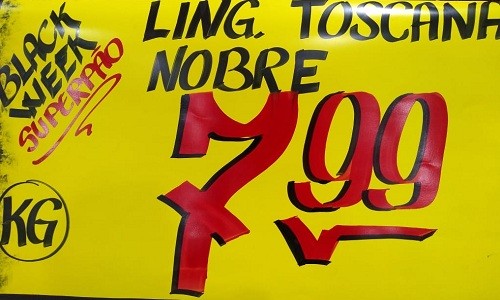 BLACK
WEEK
SUPERPÃO
LING. TOSCANA
NOBRE
7,99
KG